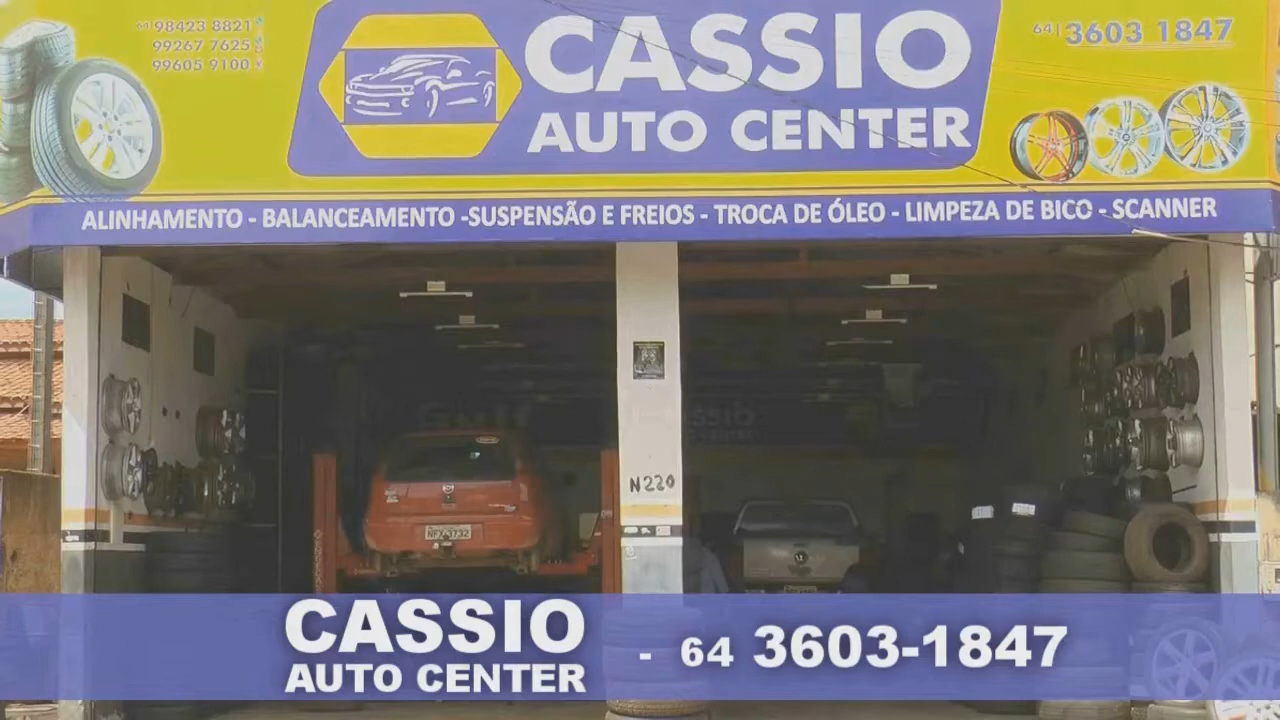 64) 98423 8821
99267 7625
99605 9100
CASSIO
AUTO CENTER
64) 3603 1847
ALINHAMENTO - BALANCEAMENTO -SUSPENSÃO E FREIOS - TROCA DE ÓLEO - LIMPEZA DE BICO - SCANNER
N220
CASSIO
AUTO CENTER
- 64 3603-1847